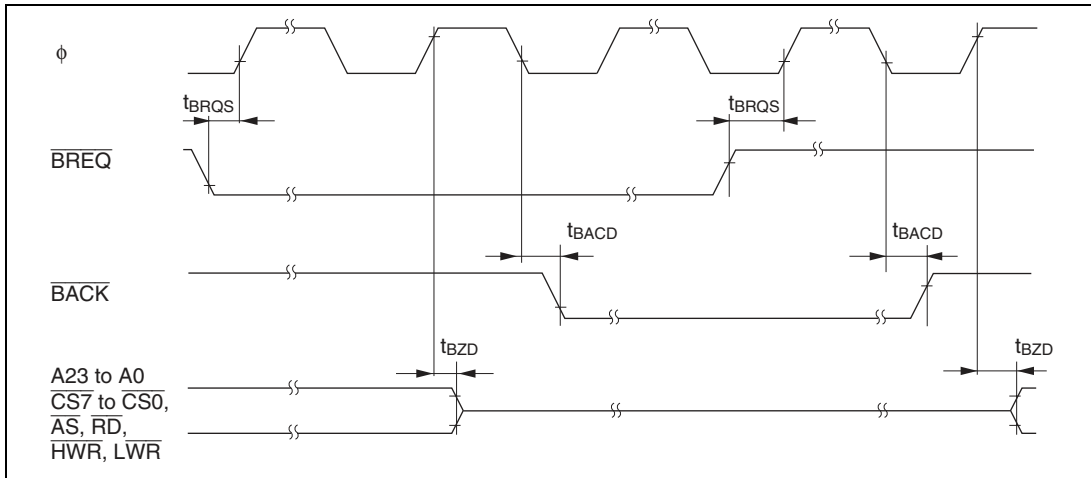 φ
tBRQS
tBRQS
BREQ
tBACD
tBACD
BACK
tBZD
tBZD
A23 to A0
CS7 to CS0,
AS, RD,
HWR, LWR